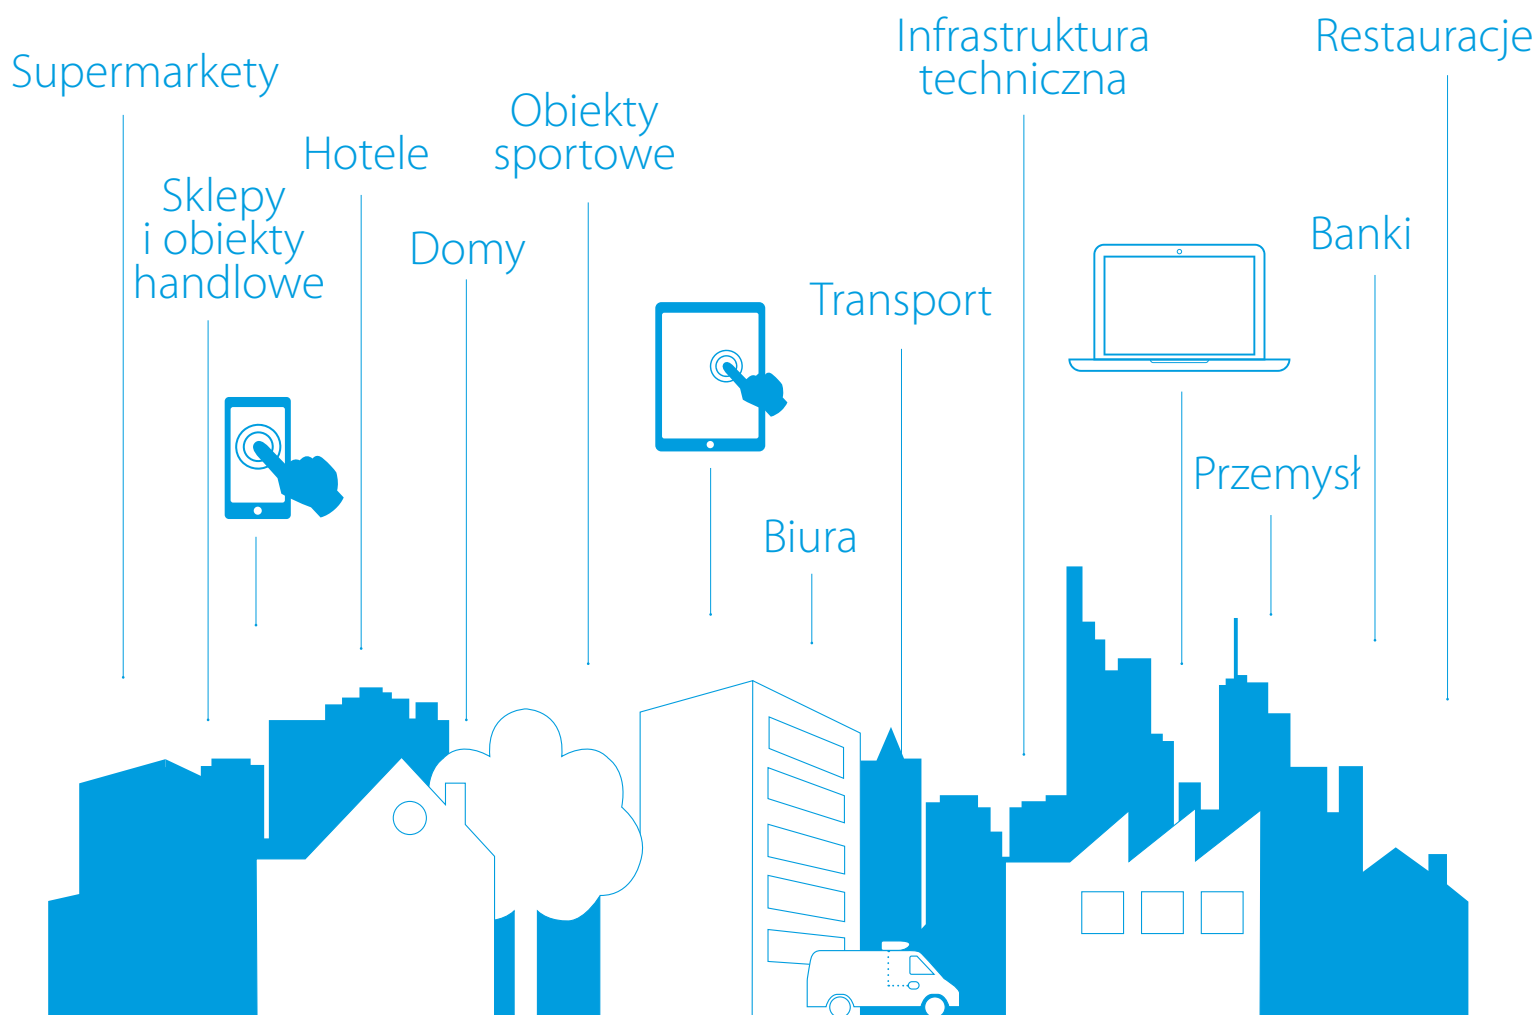 Supermarkety
Sklepy
i obiekty
handlowe
Hotele
Domy
Obiekty
sportowe
Biura
Transport
Infrastruktura
techniczna
Przemysł
Banki
Restauracje